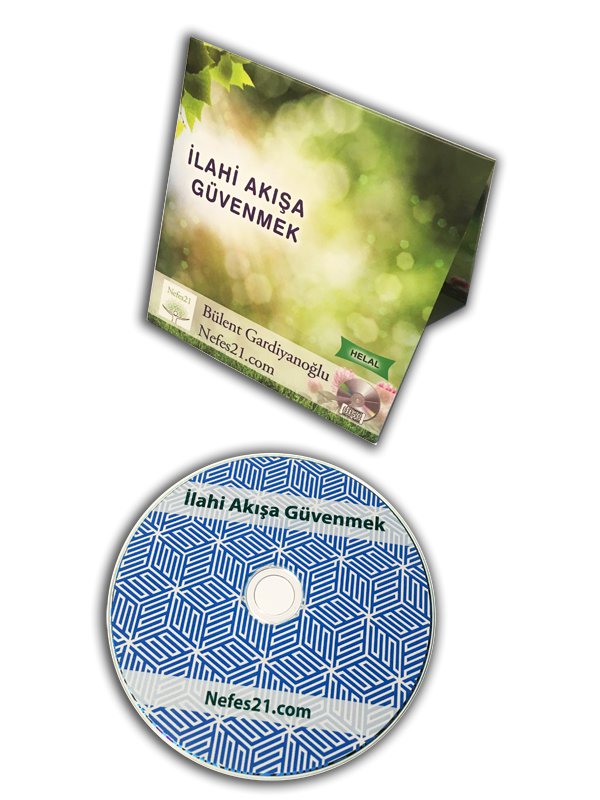 İLAHİ AKIŞA
GÜVENMEK
Nefes21
Bülent Gardiyanoğlu
Nefes21.com
HELAL
İlahi Akışa Güvenmek
Nefes21.com